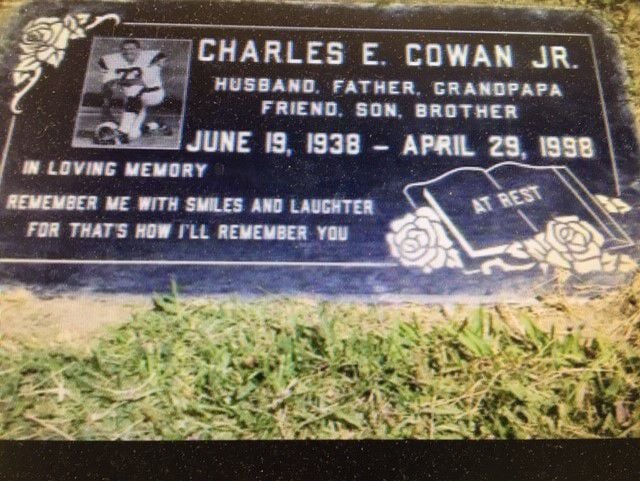 CHARLES E. COWAN JR.
HUSBAND, FATHER, GRANDPAPA
FRIEND, SON, BROTHER
JUNE 19, 1938 – APRIL 29, 1998
IN LOVING MEMORY
REMEMBER ME WITH SMILES AND LAUGHTER
FOR THAT'S HOW I'LL REMEMBER YOU
AT REST